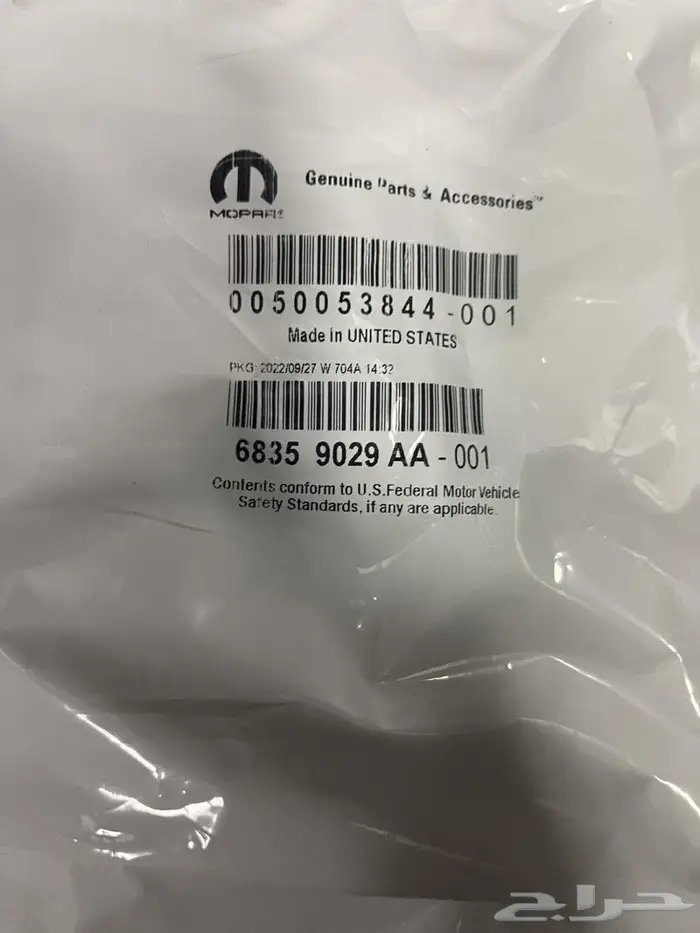 Genuine Parts & Accessories™
MOPAR
0050053844-001
Made in UNITED STATES
PKG: 2022/09/27 W 704A 14:32
6835 9029 AA - 001
Contents conform to U.S.Federal Motor Vehicle
Safety Standards, if any are applicable.
حراج